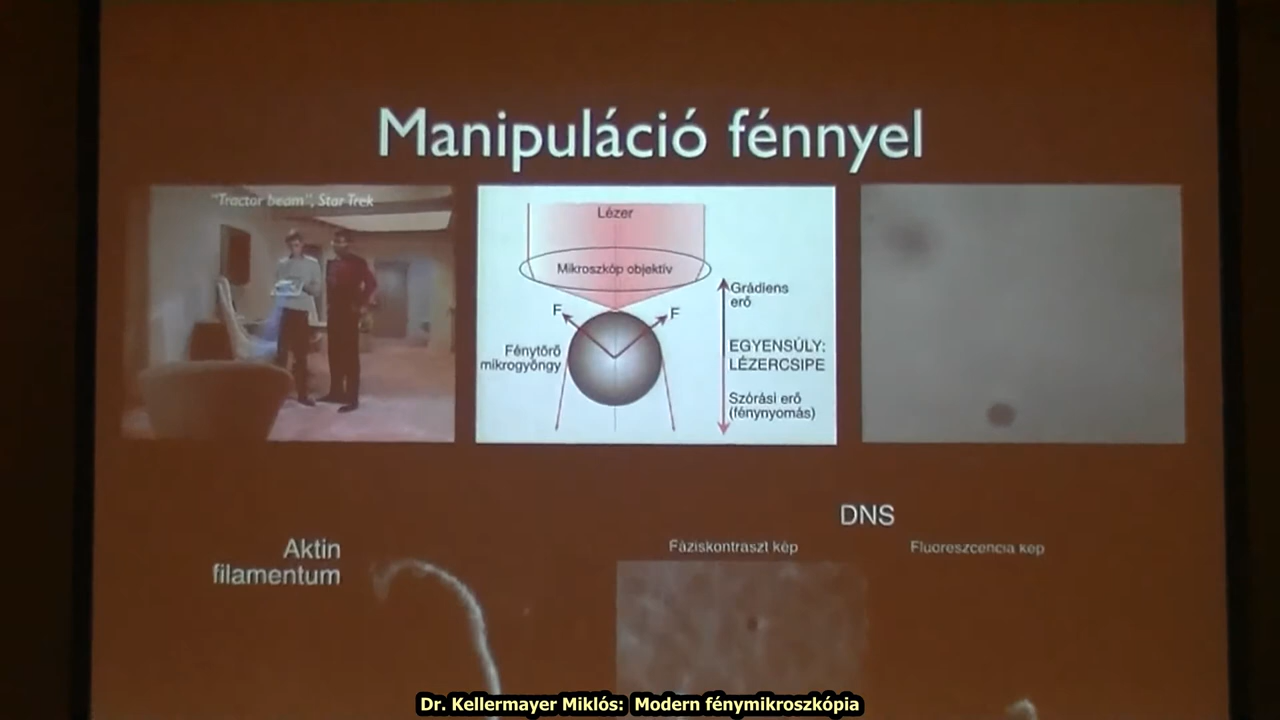 Manipuláció fénnyel
"Tractor beam", Star Trek
Lézer
Mikroszkóp objektív
F
F
Fénytörő
mikrogyöngy
Grádiens
erő
EGYENSÚLY:
LÉZERCSIPE
Szórási erő
(fénynyomás)
Aktin
filamentum
DNS
Fáziskontraszt kép
Fluoreszcencia kép
Dr. Kellermayer Miklós: Modern fénymikroszkópia